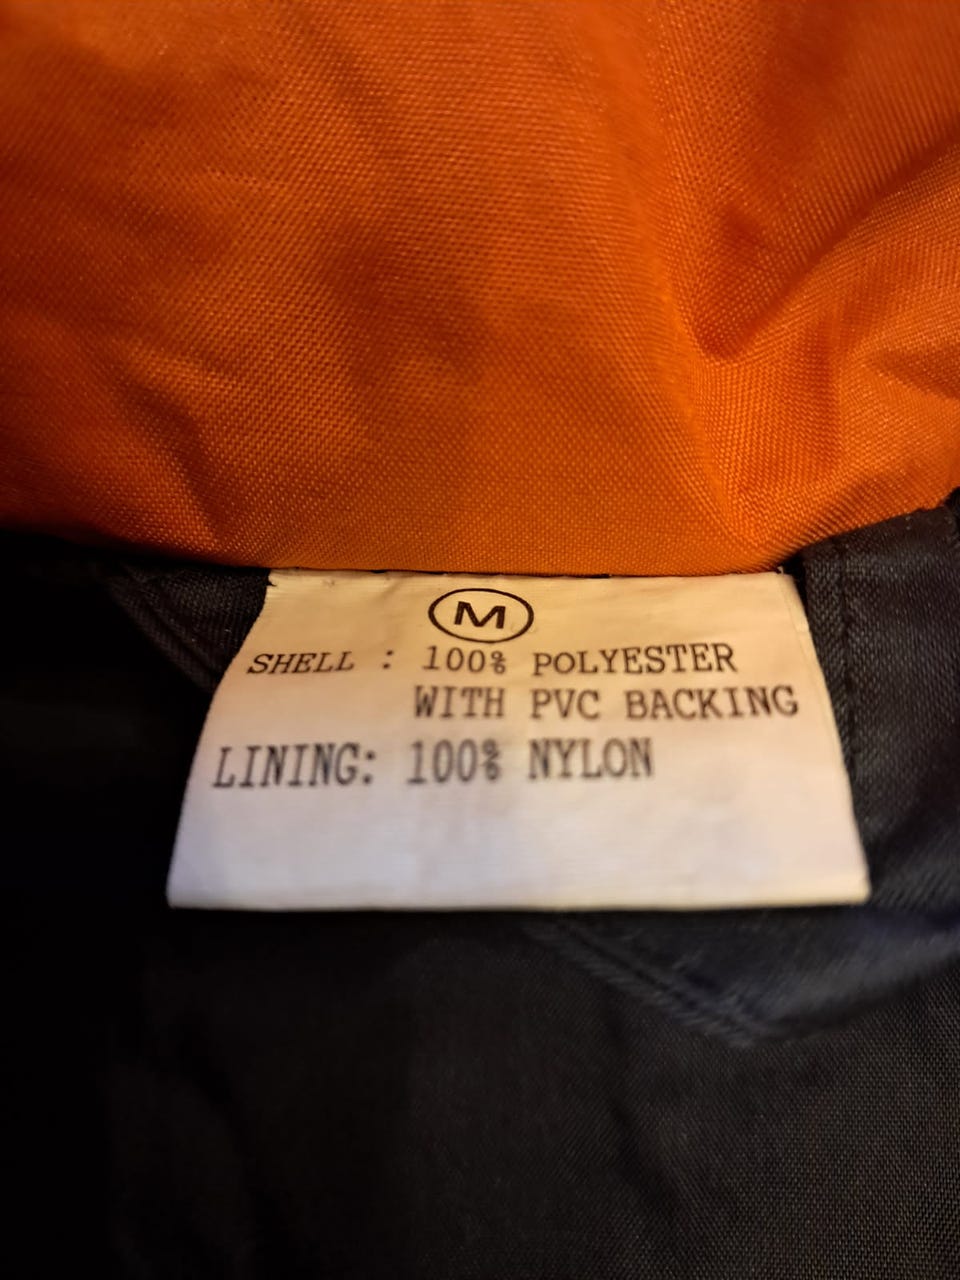 M
SHELL : 100% POLYESTER
WITH PVC BACKING
LINING: 100% NYLON